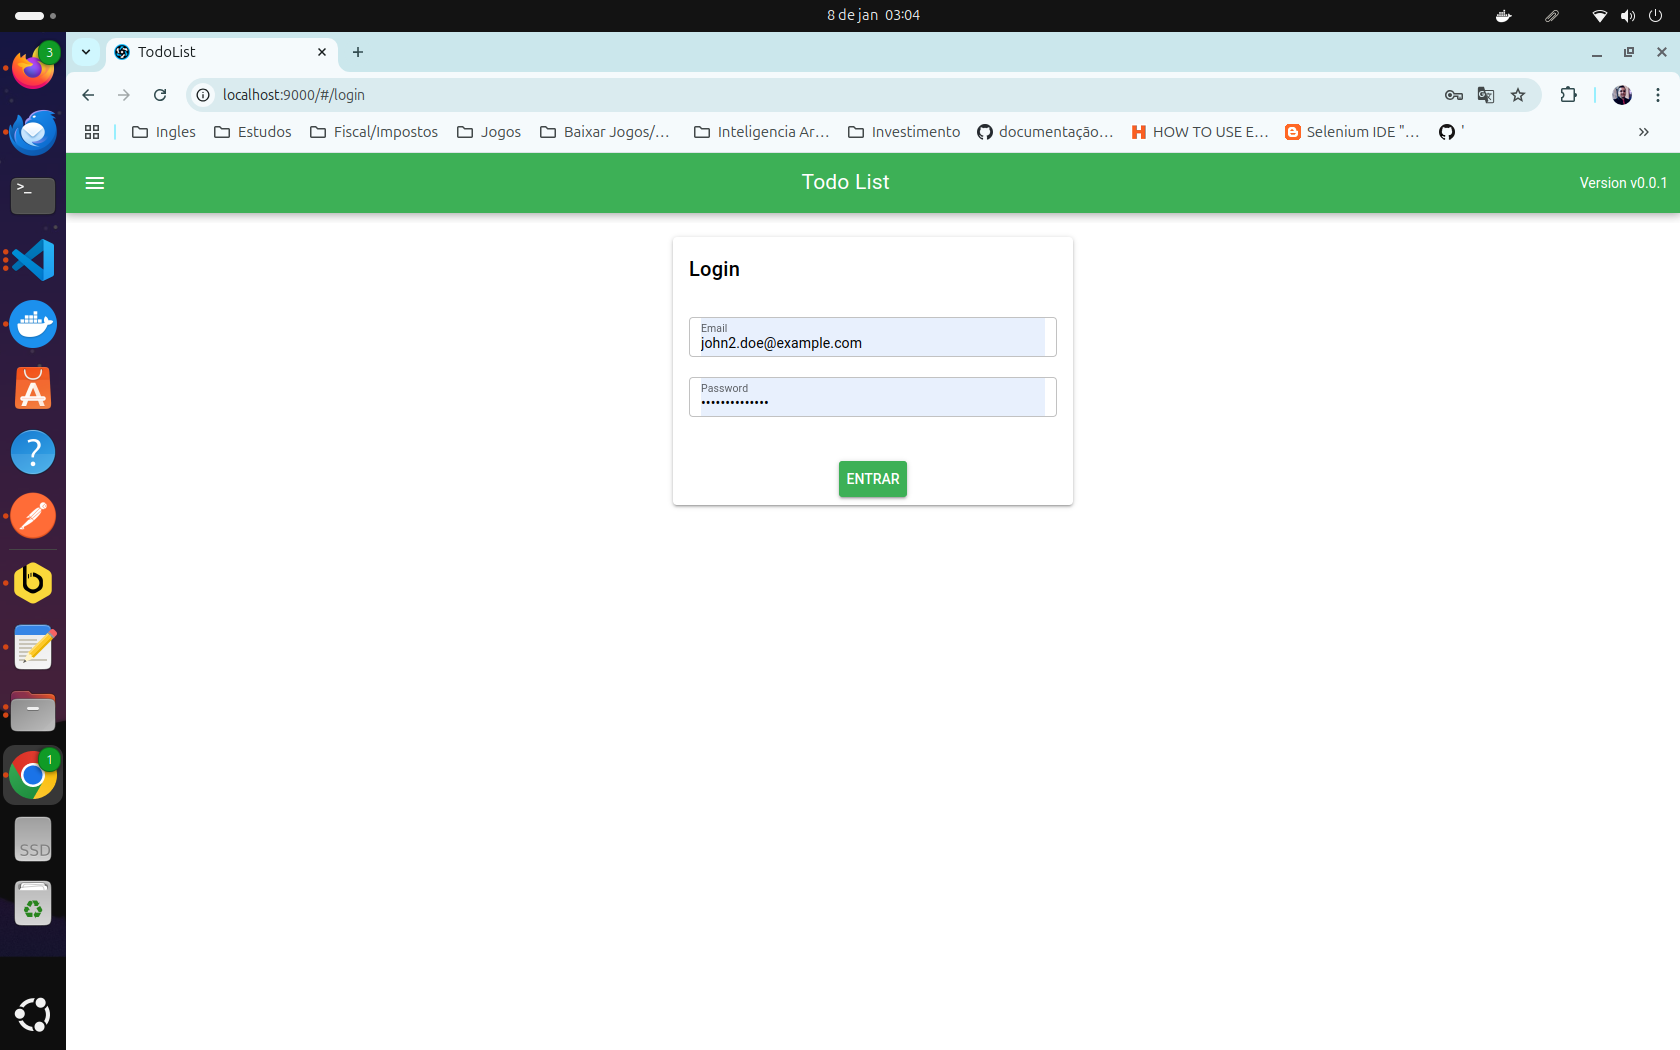 8 de jan 03:04
3
TodoList
localhost:9000/#/login
Ingles
Estudos
Fiscal/Impostos
Jogos
Baixar Jogos/...
Inteligencia Ar...
Investimento
documentação...
HOW TO USE E...
Selenium IDE "...
'
Todo List
Version v0.0.1
Login
Email
john2.doe@example.com
Password
••••••••••••••
ENTRAR
>_
?
b
1
SSD